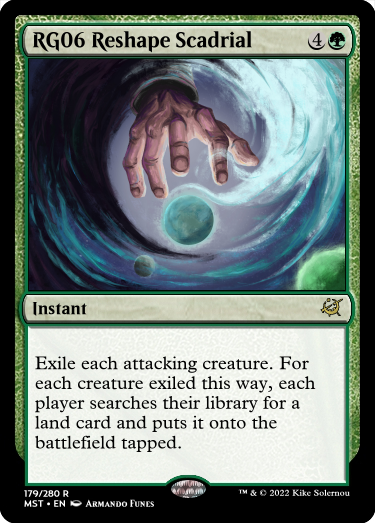 RG06 Reshape Scadrial 4
Instant
Exile each attacking creature. For
each creature exiled this way, each
player searches their library for a
land card and puts it onto the
battlefield tapped.
179/280 R
MST • EN Armando Funes
™ & © 2022 Kike Solernou